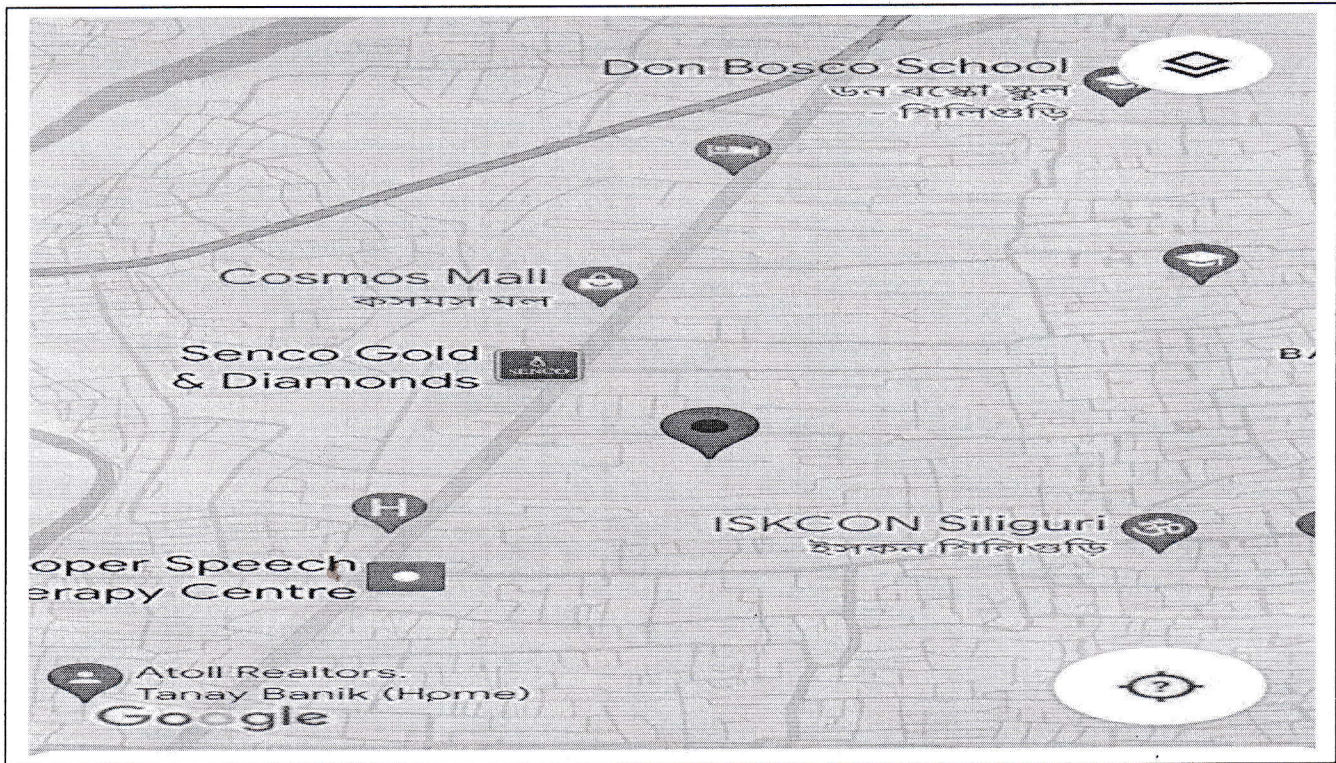 Don Bosco School
ডন বস্কো স্কুল
- শিলিগুড়ি
Cosmos Mall
কসমস মল
Senco Gold
& Diamonds
BA
H
ISKCON Siliguri
ইসকন শিলিগুড়ি
oper Speech
erapy Centre
Atoll Realtors.
Tanay Banik (Home)
Google
?